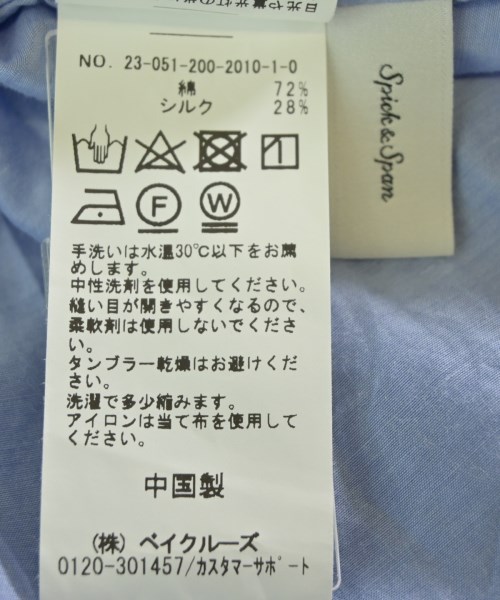 NO. 23-051-200-2010-1-0
綿 72%
シルク 28%
F
W
手洗いは水温30℃以下をお薦
めします。
中性洗剤を使用してください。
縫い目が開きやすくなるので、
柔軟剤は使用しないでくださ
い。
タンブラー乾燥はお避けくだ
さい。
洗濯で多少縮みます。
アイロンは当て布を使用して
ください。
中国製
(株) ベイクルーズ
0120-301457/カスタマーサポート
Spick&Span